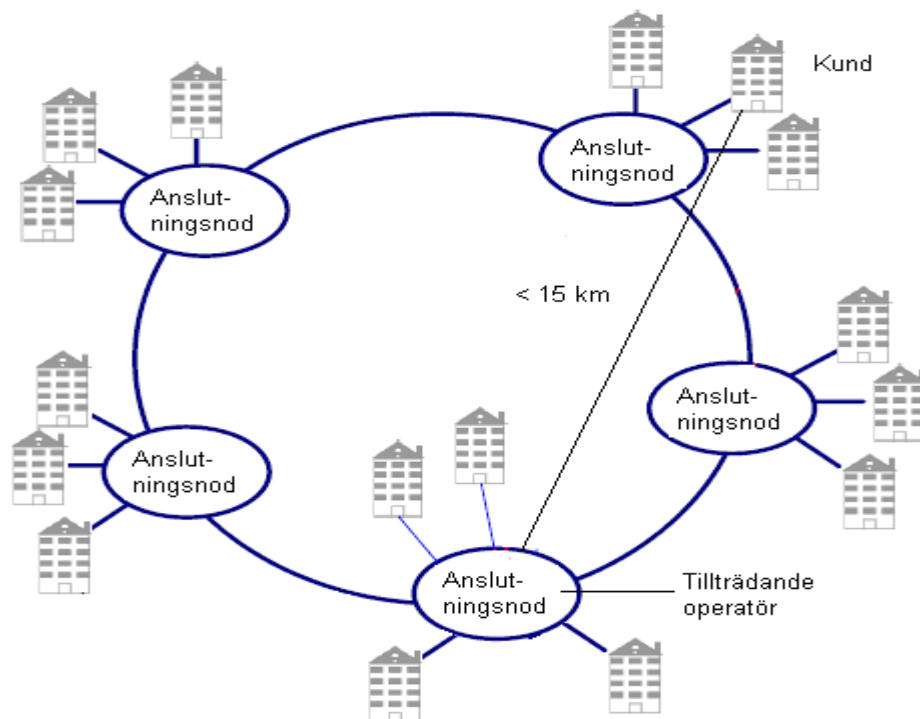 Kund
Anslut-
ningsnod
Anslut-
ningsnod
< 15 km
Anslut-
ningsnod
Anslut-
ningsnod
Anslut-
ningsnod
Tillträdande
operatör